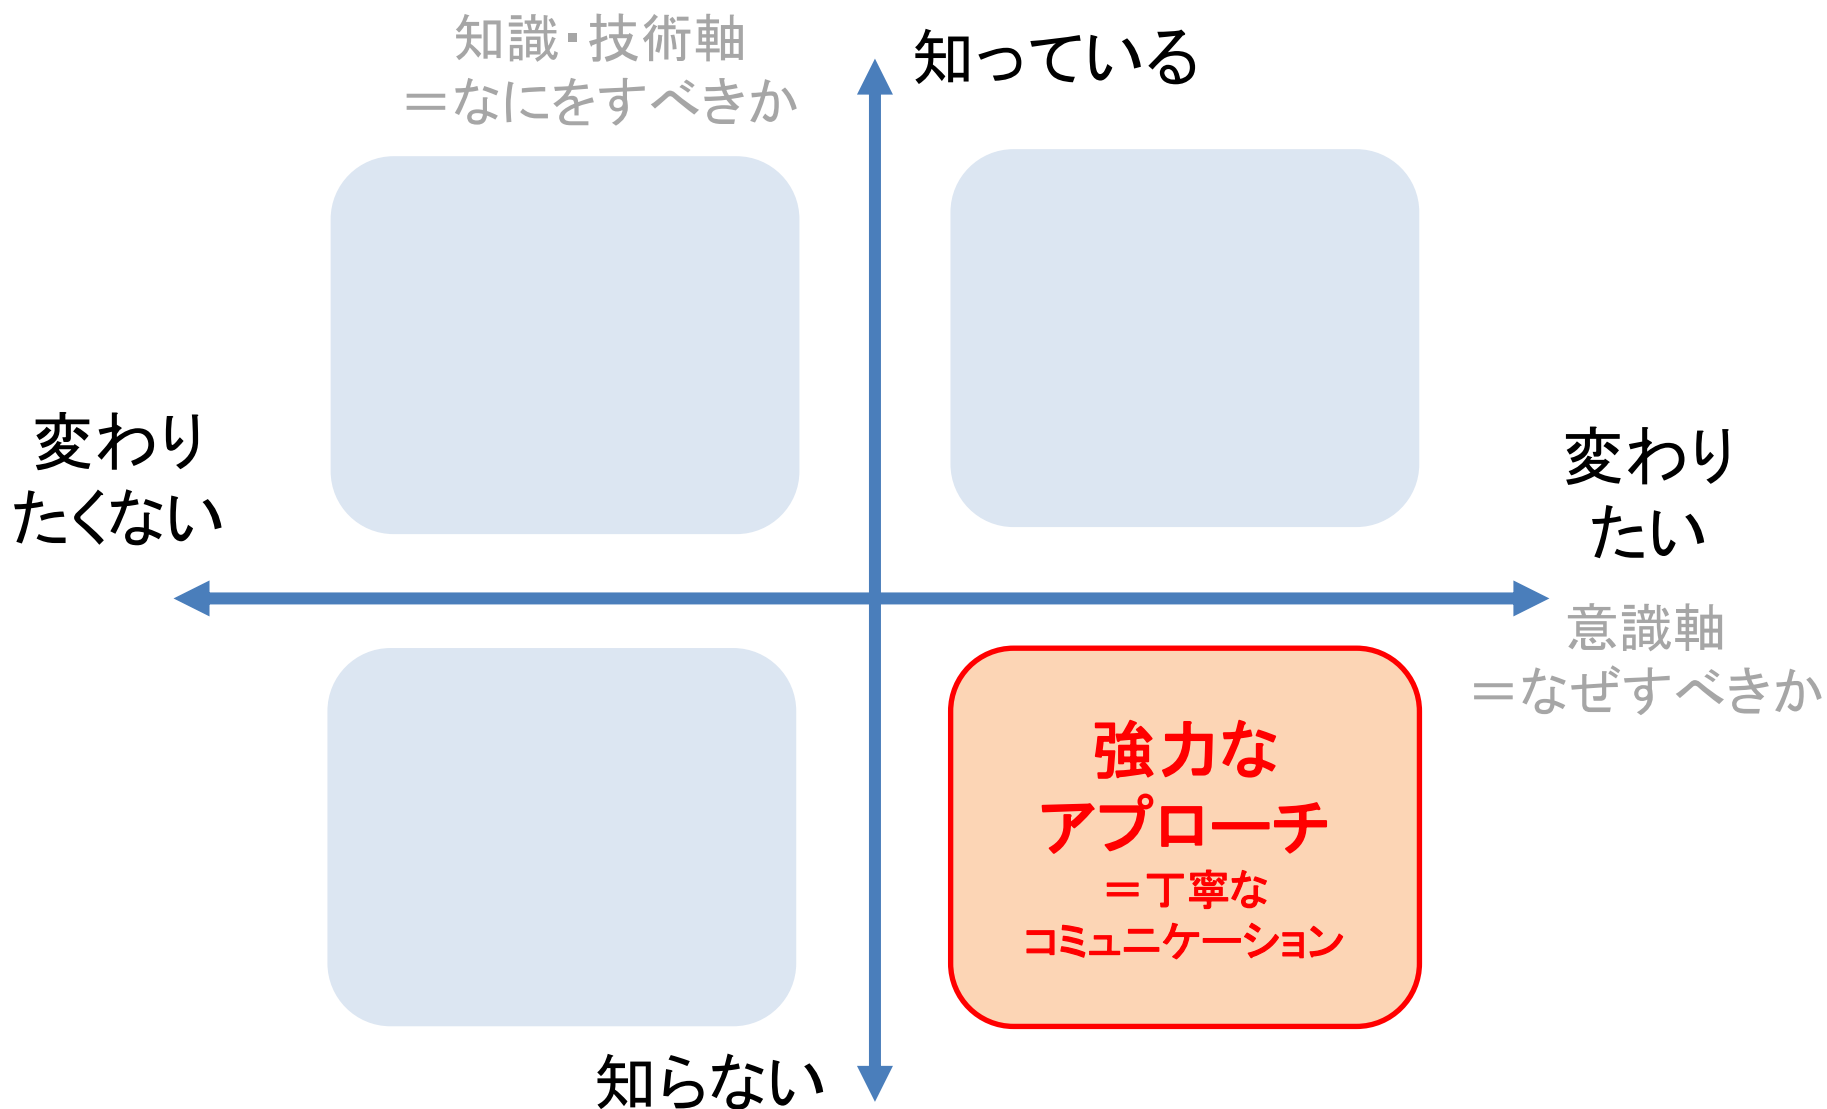 知識・技術軸
＝なにをすべきか
知っている
変わり
たくない
変わり
たい
意識軸
＝なぜすべきか
強力な
アプローチ
＝丁寧な
コミュニケーション
知らない